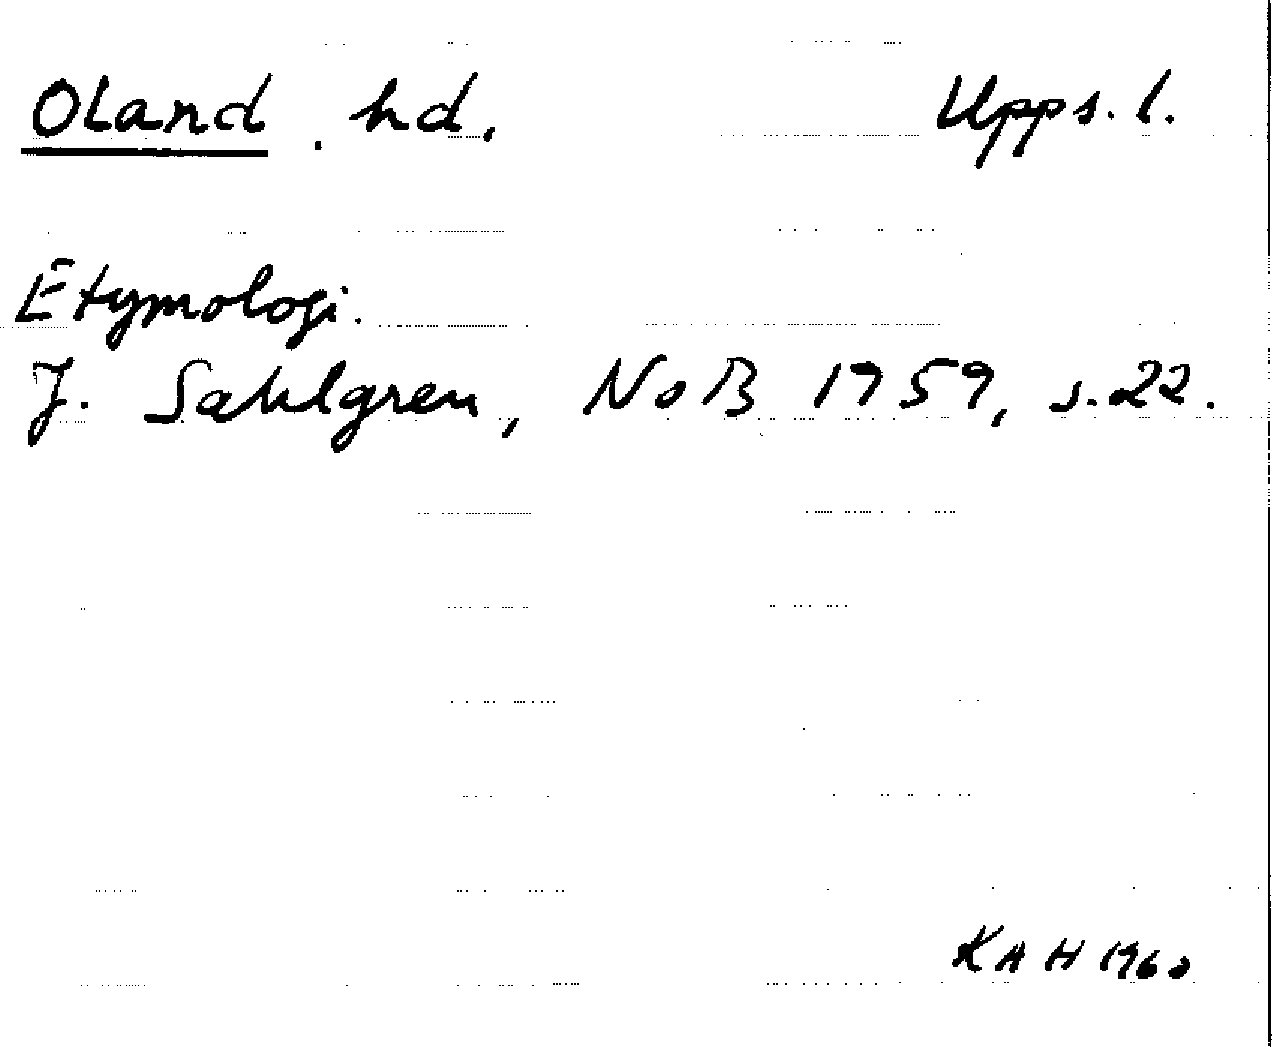 Oland . hd. Upps. l.
Etymologi.
J. Sahlgren, NoB 1959, s. 22.
KAH 1960